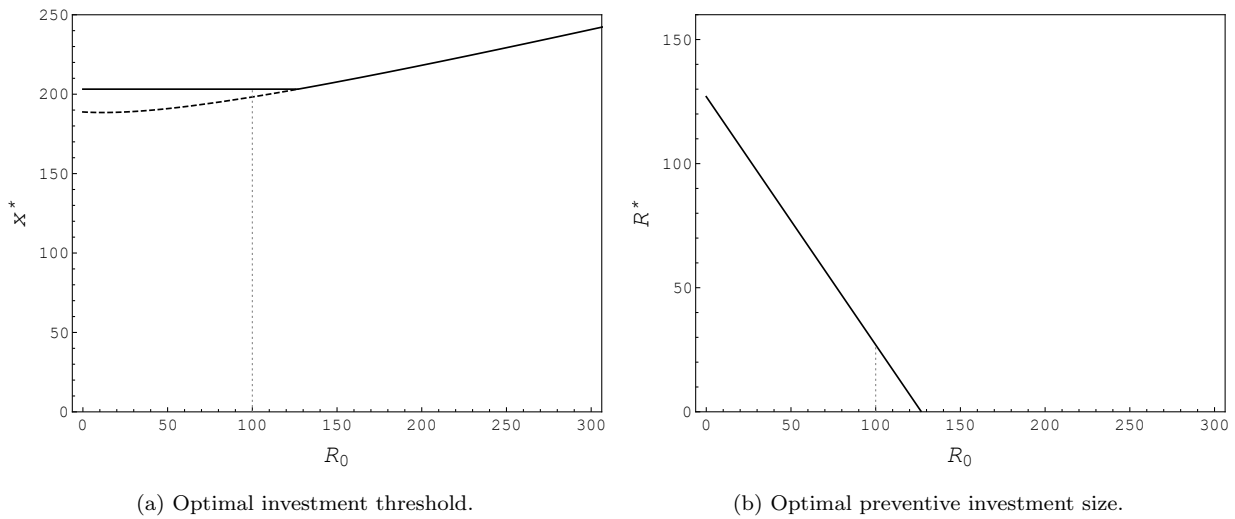 250
200
150
100
50
0
x*
0 50 100 150 200 250 300
R₀
(a) Optimal investment threshold.
150
100
50
0
R*
0 50 100 150 200 250 300
R₀
(b) Optimal preventive investment size.